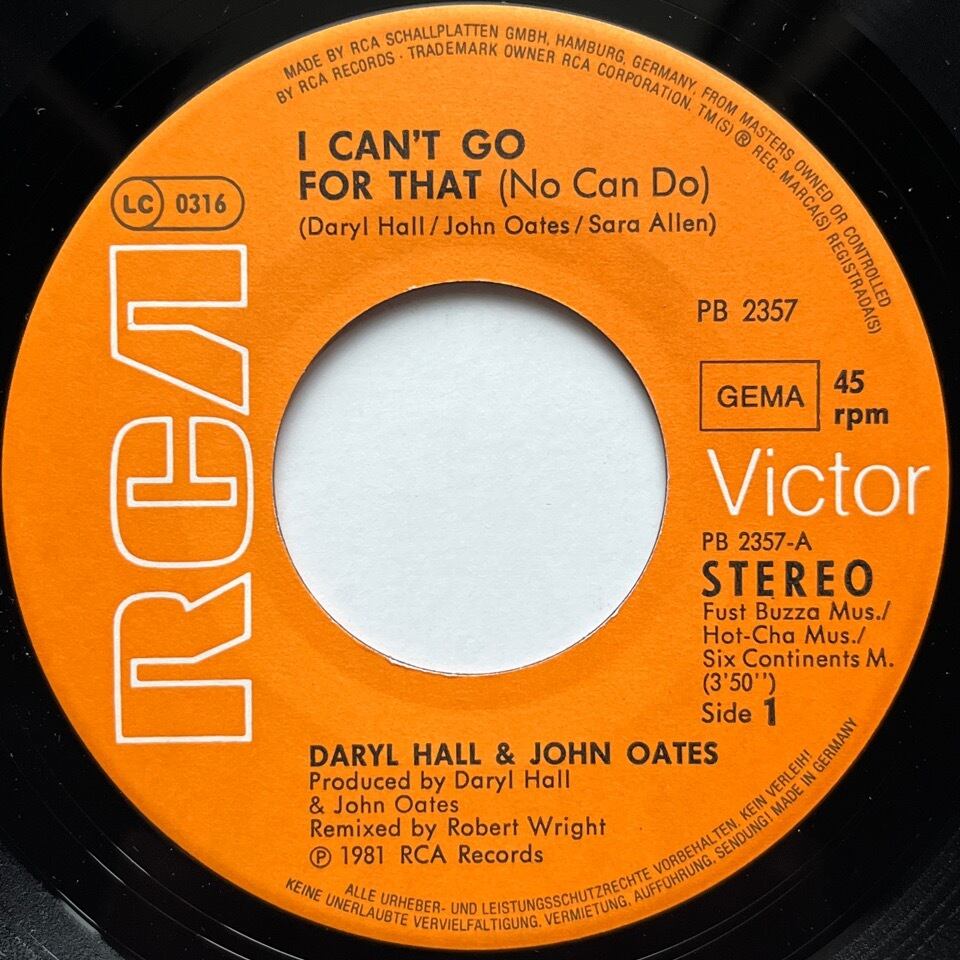 MADE BY RCA SCHALLPLATTEN GMBH, HAMBURG, GERMANY, FROM MASTERS OWNED OR CONTROLLED
BY RCA RECORDS · TRADEMARK OWNER RCA CORPORATION. TM(S) ® REG. MARCA(S) REGISTRADA(S)
I CAN'T GO
FOR THAT (No Can Do)
(Daryl Hall/John Oates/Sara Allen)
LC 0316
RCA
PB 2357
GEMA
45
rpm
Victor
PB 2357-A
STEREO
Fust Buzza Mus./
Hot-Cha Mus./
Six Continents M.
(3'50'')
Side 1
DARYL HALL & JOHN OATES
Produced by Daryl Hall
& John Oates
Remixed by Robert Wright
℗ 1981 RCA Records
ALLE URHEBER- UND LEISTUNGSSCHUTZRECHTE VORBEHALTEN, KEIN VERLEIH!
KEINE UNERLAUBTE VERVIELFÄLTIGUNG, VERMIETUNG, AUFFÜHRUNG, SENDUNG! MADE IN GERMANY